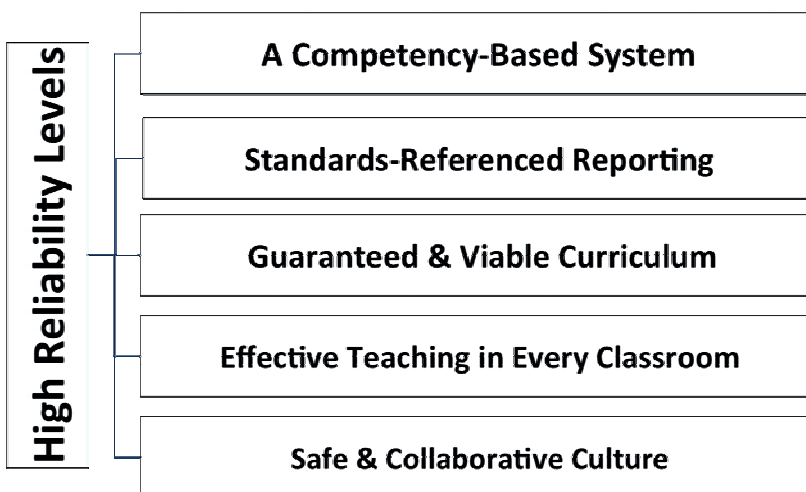 High Reliability Levels
A Competency-Based System
Standards-Referenced Reporting
Guaranteed & Viable Curriculum
Effective Teaching in Every Classroom
Safe & Collaborative Culture